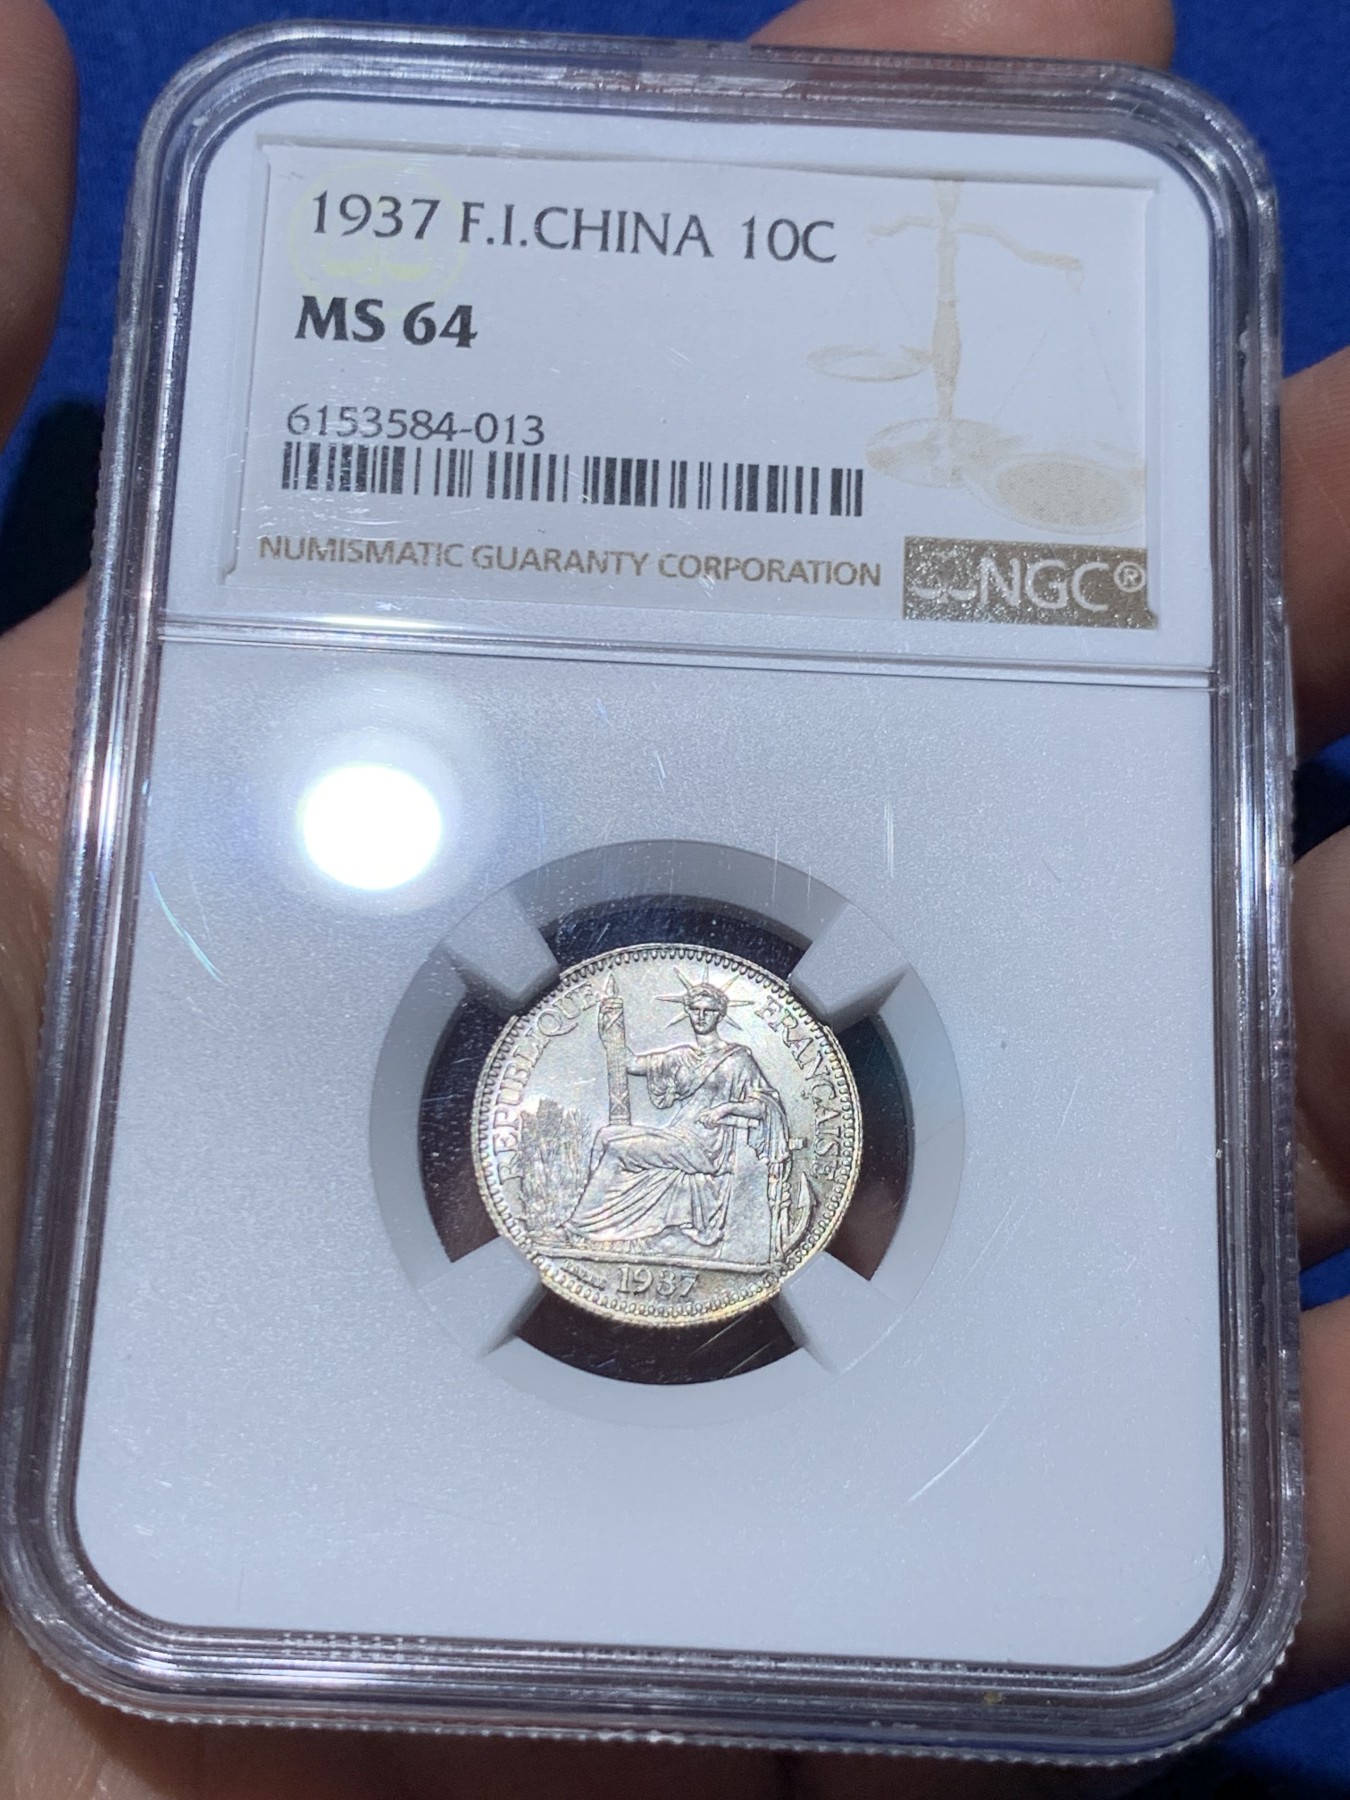 1937 F.I.CHINA 10C
MS 64
6153584-013
NUMISMATIC GUARANTY CORPORATION
NGC®
REPUBLIQUE FRANÇAISE
1937